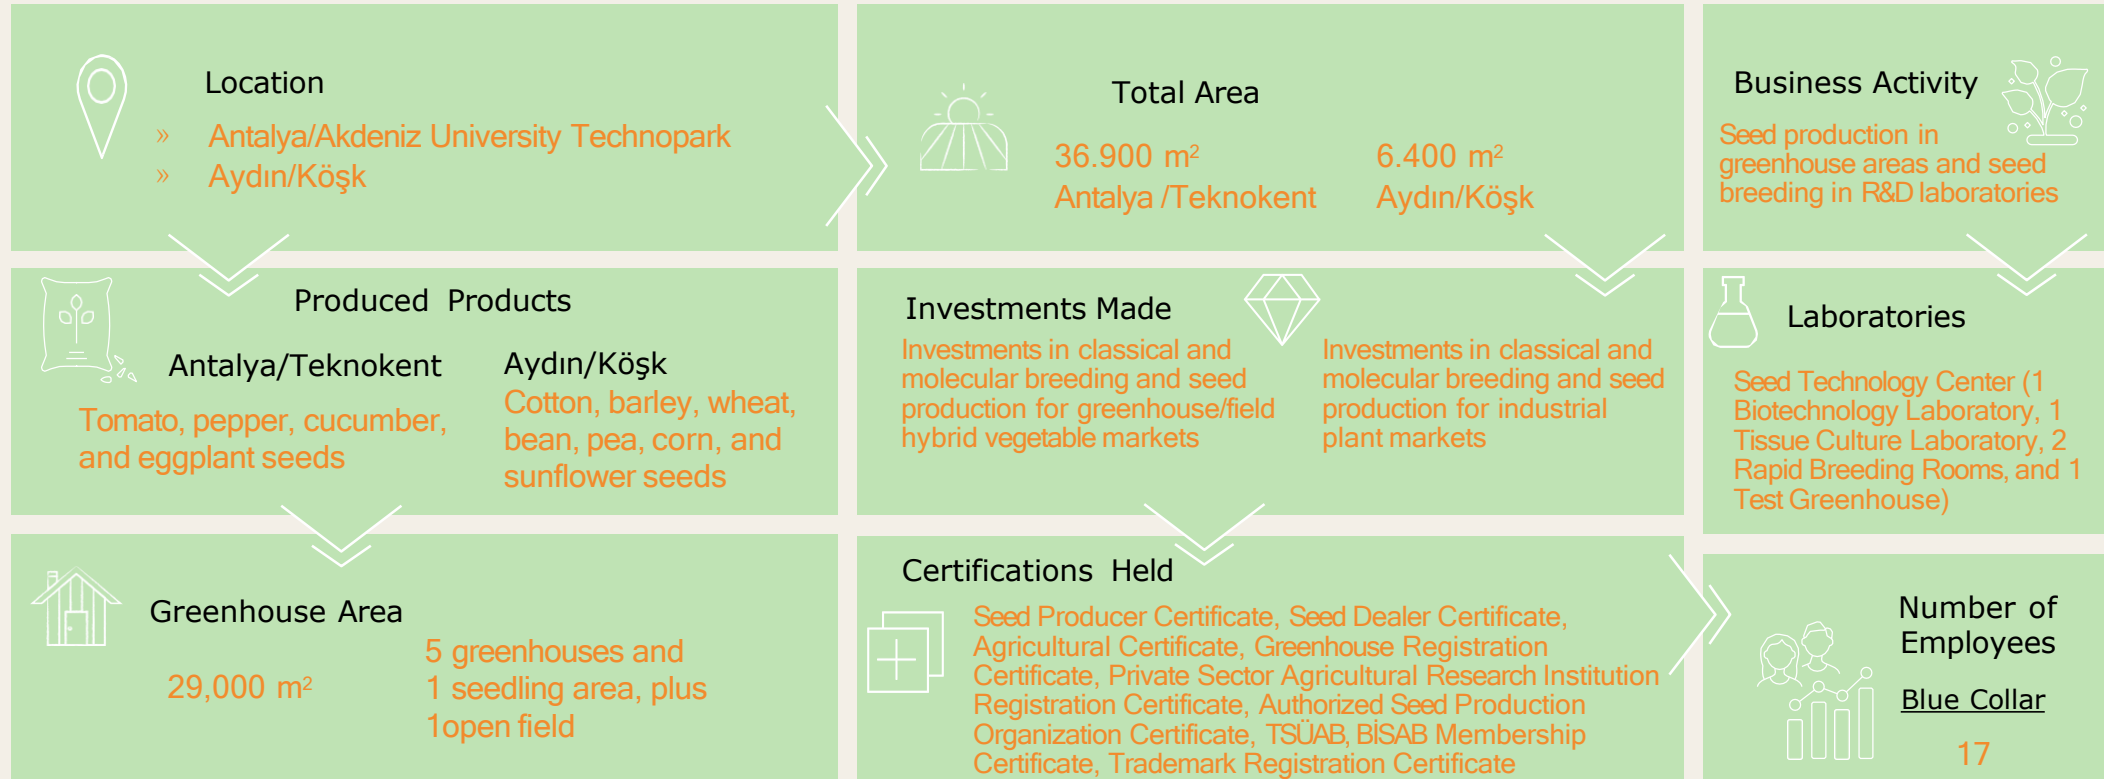 Location
» Antalya/Akdeniz University Technopark
» Aydın/Köşk
Total Area
36.900 m²
Antalya /Teknokent
6.400 m²
Aydın/Köşk
Business Activity
Seed production in
greenhouse areas and seed
breeding in R&D laboratories
Produced Products
Antalya/Teknokent
Tomato, pepper, cucumber,
and eggplant seeds
Aydın/Köşk
Cotton, barley, wheat,
bean, pea, corn, and
sunflower seeds
Investments Made
Investments in classical and
molecular breeding and seed
production for greenhouse/field
hybrid vegetable markets
Investments in classical and
molecular breeding and seed
production for industrial
plant markets
Laboratories
Seed Technology Center (1
Biotechnology Laboratory, 1
Tissue Culture Laboratory, 2
Rapid Breeding Rooms, and 1
Test Greenhouse)
Greenhouse Area
29,000 m²
5 greenhouses and
1 seedling area, plus
1open field
Certifications Held
Seed Producer Certificate, Seed Dealer Certificate,
Agricultural Certificate, Greenhouse Registration
Certificate, Private Sector Agricultural Research Institution
Registration Certificate, Authorized Seed Production
Organization Certificate, TSÜAB, BİSAB Membership
Certificate, Trademark Registration Certificate
Number of
Employees
Blue Collar
17